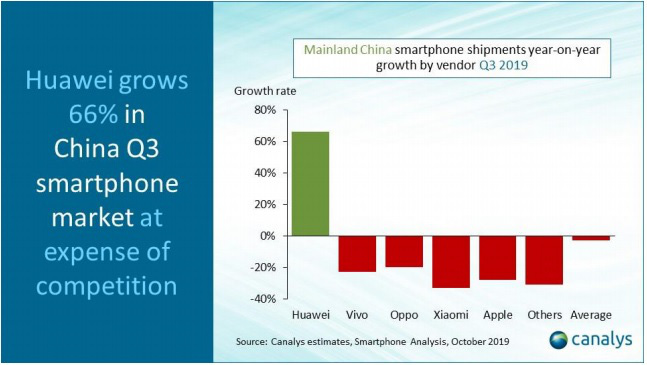 Huawei grows
66% in
China Q3
smartphone
market at
expense of
competition
Mainland China smartphone shipments year-on-year
growth by vendor Q3 2019
Growth rate
80%
60%
40%
20%
0%
-20%
-40%
Huawei Vivo Oppo Xiaomi Apple Others Average
Source: Canalys estimates, Smartphone Analysis, October 2019
canalys